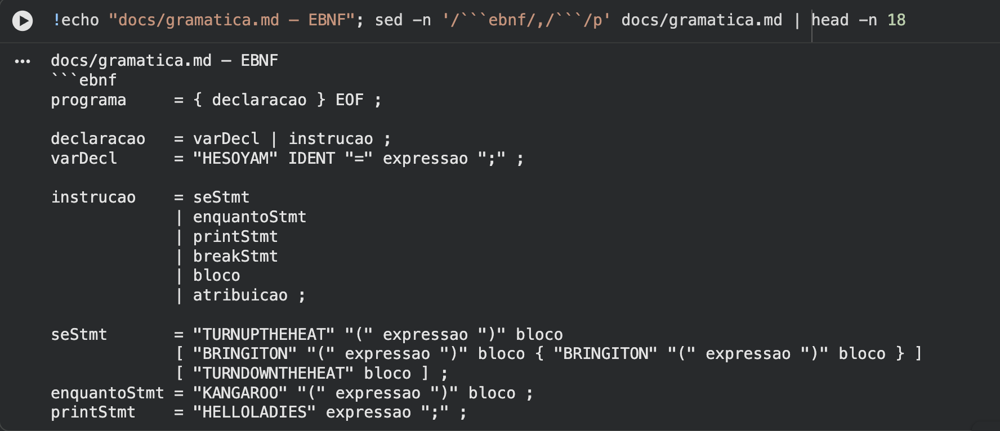 !echo "docs/gramatica.md — EBNF"; sed -n '/```ebnf/,/```/p' docs/gramatica.md | head -n 18
docs/gramatica.md — EBNF
```ebnf
programa     = { declaracao } EOF ;
declaracao   = varDecl | instrucao ;
varDecl      = "HESOYAM" IDENT "=" expressao ";" ;
instrucao    = seStmt
             | enquantoStmt
             | printStmt
             | breakStmt
             | bloco
             | atribuicao ;
seStmt       = "TURNUPTHEHEAT" "(" expressao ")" bloco
             [ "BRINGITON" "(" expressao ")" bloco { "BRINGITON" "(" expressao ")" bloco } ]
             [ "TURNDOWNTHEHEAT" bloco ] ;
enquantoStmt = "KANGAROO" "(" expressao ")" bloco ;
printStmt    = "HELLOLADIES" expressao ";" ;